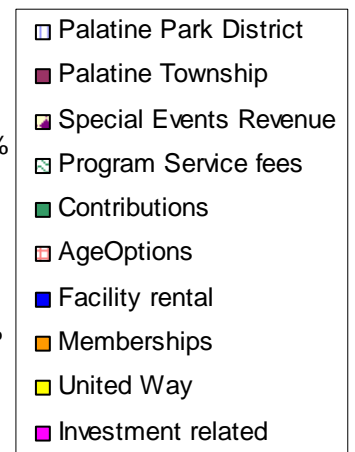 Palatine Park District
Palatine Township
Special Events Revenue
%
Program Service fees
Contributions
AgeOptions
Facility rental
Memberships
United Way
Investment related